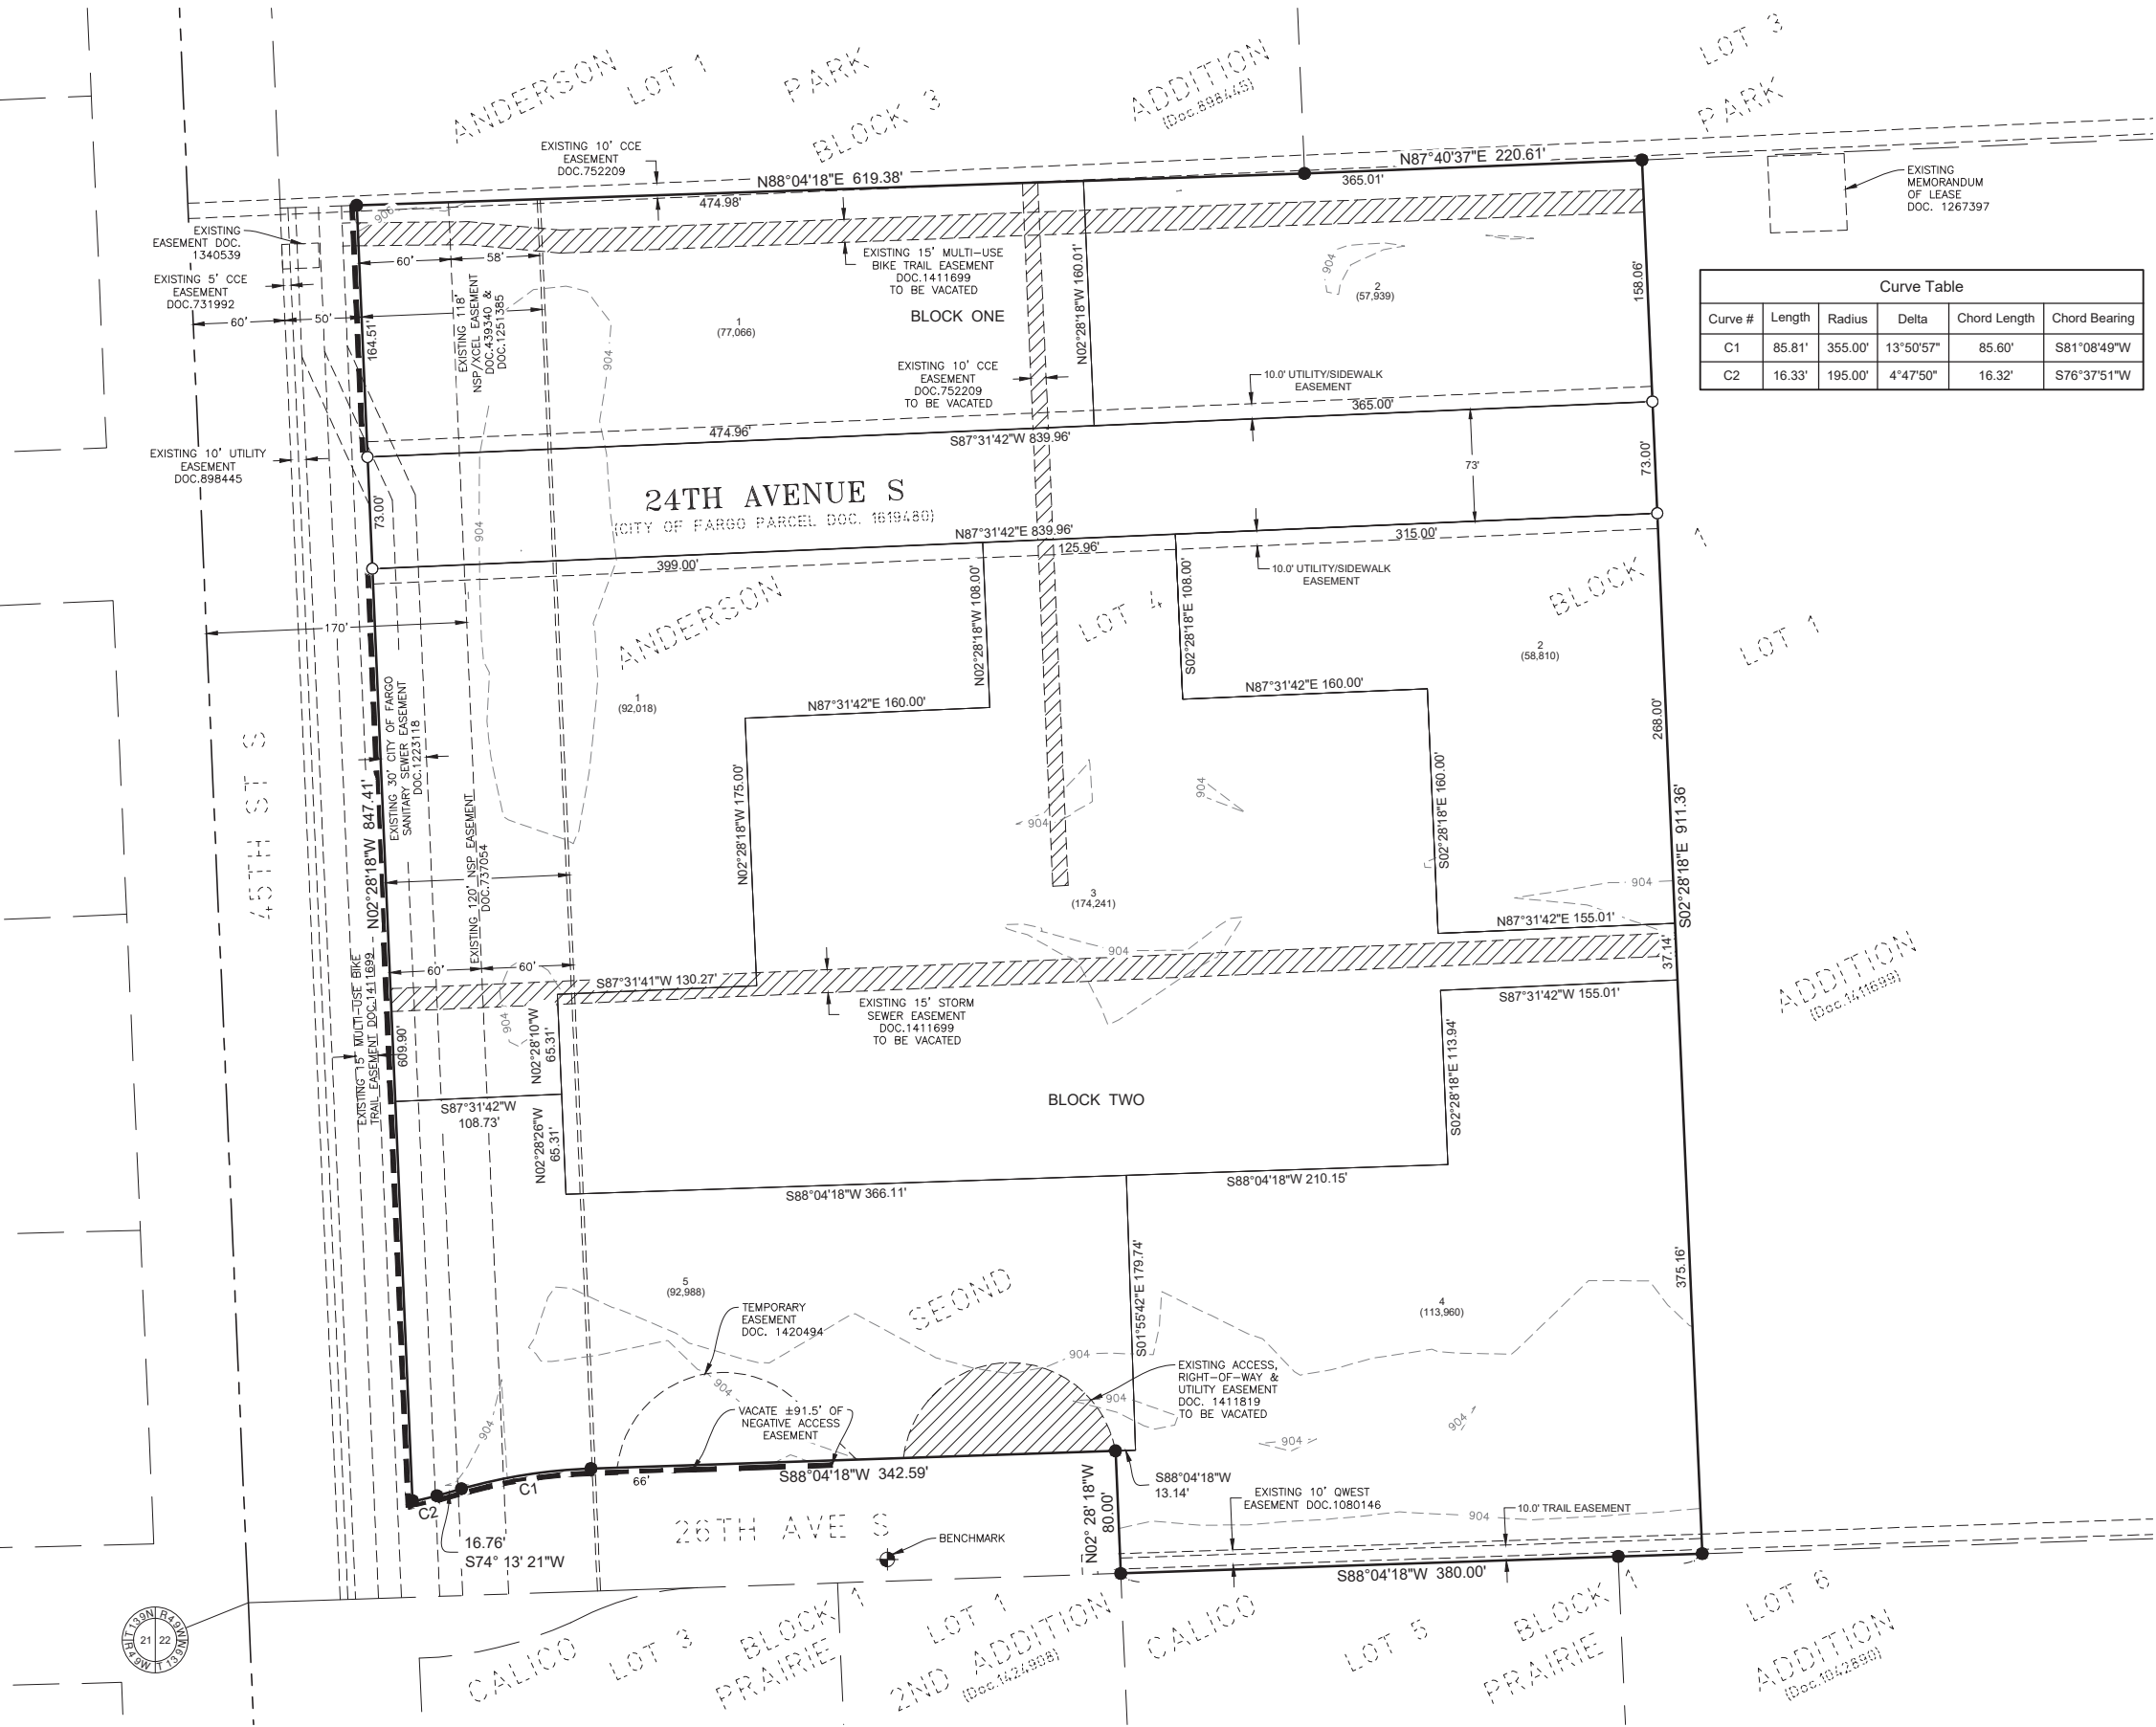 ANDERSON
LOT 1
PARK
BLOCK 3
ADDITION
(Doc.898445)
LOT 3
PARK
EXISTING 10' CCE
EASEMENT
DOC.752209
N88°04'18"E 619.38'
474.98'
N87°40'37"E 220.61'
365.01'
EXISTING
MEMORANDUM
OF LEASE
DOC. 1267397
906
EXISTING
EASEMENT DOC.
1340539
EXISTING 5' CCE
EASEMENT
DOC.731992
60'
50'
60'
58'
164.51'
EXISTING 118'
NSP/XCEL EASEMENT
DOC.439340 &
DOC.1251385
904
1
(77,066)
EXISTING 15' MULTI-USE
BIKE TRAIL EASEMENT
DOC.1411699
TO BE VACATED
BLOCK ONE
EXISTING 10' CCE
EASEMENT
DOC.752209
TO BE VACATED
N02°28'18"W 160.01'
904
2
(57,939)
158.06'
Curve Table
Curve # Length Radius Delta Chord Length Chord Bearing
C1 85.81' 355.00' 13°50'57" 85.60' S81°08'49"W
C2 16.33' 195.00' 4°47'50" 16.32' S76°37'51"W
10.0' UTILITY/SIDEWALK
EASEMENT
365.00'
474.96'
S87°31'42"W 839.96'
EXISTING 10' UTILITY
EASEMENT
DOC.898445
73.00'
904
24TH AVENUE S
(CITY OF FARGO PARCEL DOC. 1619480)
73'
73.00'
N87°31'42"E 839.96'
399.00'
125.96'
315.00'
10.0' UTILITY/SIDEWALK
EASEMENT
170'
ANDERSON
LOT 4
BLOCK 1
LOT 1
N02°28'18"W 108.00'
S02°28'18"E 108.00'
1
(92,018)
2
(58,810)
N87°31'42"E 160.00'
N87°31'42"E 160.00'
268.00'
45TH ST S
N02°28'18"W 847.41'
EXISTING 30' CITY OF FARGO
SANITARY SEWER EASEMENT
DOC.1223118
EXISTING 120' NSP EASEMENT
DOC.737054
N02°28'18"W 175.00'
904
904
S02°28'18"E 160.00'
S02°28'18"E 911.36'
3
(174,241)
904
904
N87°31'42"E 155.01'
37.14'
ADDITION
(Doc.1411699)
60'
60'
S87°31'41"W 130.27'
S87°31'42"W 155.01'
EXISTING 15' STORM
SEWER EASEMENT
DOC.1411699
TO BE VACATED
EXISTING 15' MULTI-USE BIKE
TRAIL EASEMENT DOC.1411699
609.90'
904
N02°28'10"W
65.31'
S02°28'18"E 113.94'
S87°31'42"W
108.73'
BLOCK TWO
N02°28'26"W
65.31'
S88°04'18"W 366.11'
S88°04'18"W 210.15'
S01°55'42"E 179.74'
375.16'
5
(92,988)
SEOND
4
(113,960)
TEMPORARY
EASEMENT
DOC. 1420494
904
904
EXISTING ACCESS,
RIGHT-OF-WAY &
UTILITY EASEMENT
DOC. 1411819
TO BE VACATED
904
VACATE ±91.5' OF
NEGATIVE ACCESS
EASEMENT
904
904
904
66'
S88°04'18"W 342.59'
C1
C2
S88°04'18"W
13.14'
N02° 28' 18"W
80.00'
EXISTING 10' QWEST
EASEMENT DOC.1080146
10.0' TRAIL EASEMENT
904
16.76'
S74° 13' 21"W
26TH AVE S
BENCHMARK
S88°04'18"W 380.00'
T139N R49W
21 22
R49W T139N
CALICO
LOT 3
BLOCK 1
PRAIRIE
LOT 1
2ND ADDITION
(Doc.1424908)
CALICO
LOT 5
BLOCK 1
PRAIRIE
LOT 6
ADDITION
(Doc.1042890)